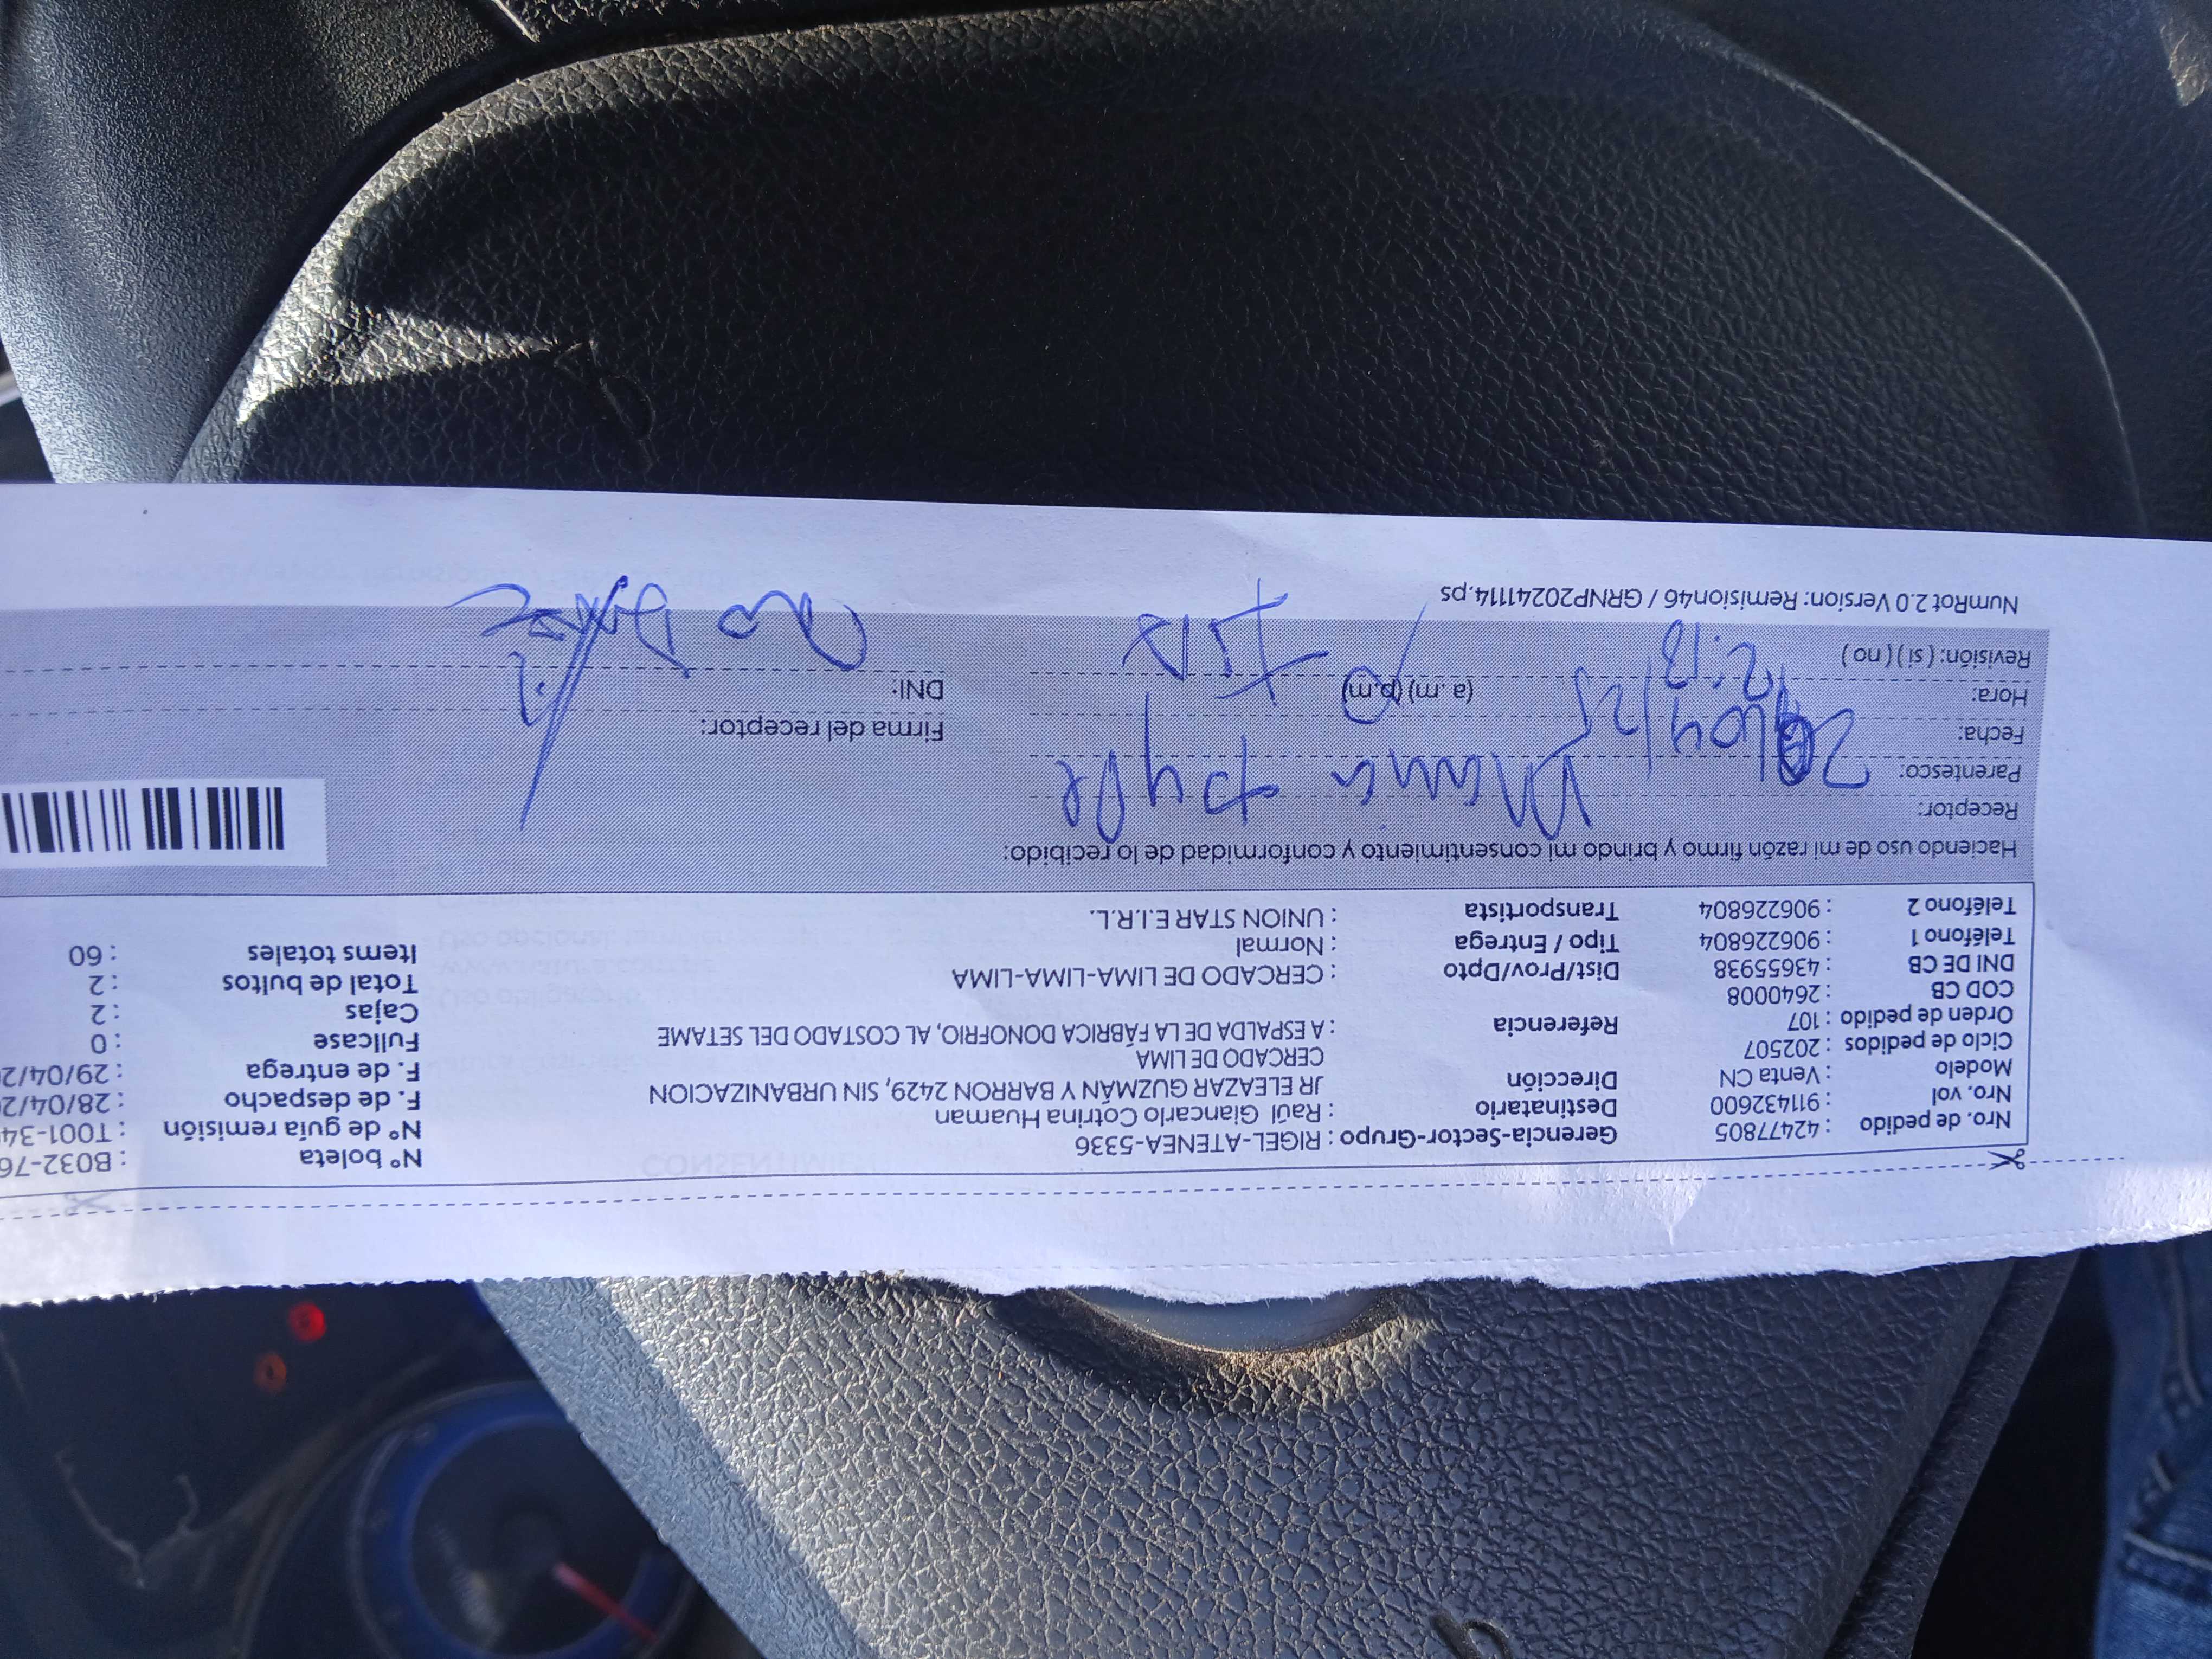 Nro. de pedido : 42477805 Gerencia-Sector-Grupo : RIGEL-ATENEA-5336 N° boleta : B032-76
Nro. vol : 911432600 Destinatario : Raúl Giancarlo Cotrina Huaman N° de guía remisión : T001-34
Modelo : Venta CN Dirección JR ELEAZAR GUZMÁN Y BARRON 2429, SIN URBANIZACION F. de despacho : 28/04/2
Ciclo de pedidos : 202507 CERCADO DE LIMA F. de entrega : 29/04/2
Orden de pedido : 107 Referencia : A ESPALDA DE LA FÁBRICA DONOFRIO, AL COSTADO DEL SETAME Fullcase : 0
COD CB : 2640008 Cajas : 2
DNI DE CB : 43655938 Dist/Prov/Dpto : CERCADO DE LIMA-LIMA-LIMA Total de bultos : 2
Teléfono 1 : 906226804 Tipo / Entrega : Normal Items totales : 60
Teléfono 2 : 906226804 Transportista : UNION STAR E.I.R.L.
Haciendo uso de mi razón firmo y brindo mi consentimiento y conformidad de lo recibido:
Receptor: Maria
Parentesco:
Fecha: /04/25 Firma del receptor:
Hora: 2:13 (a.m) (p.m) DNI:
Revisión: ( si ) ( no ) no
NumRot 2.0 Version: Remision46 / GRNP20241114.ps